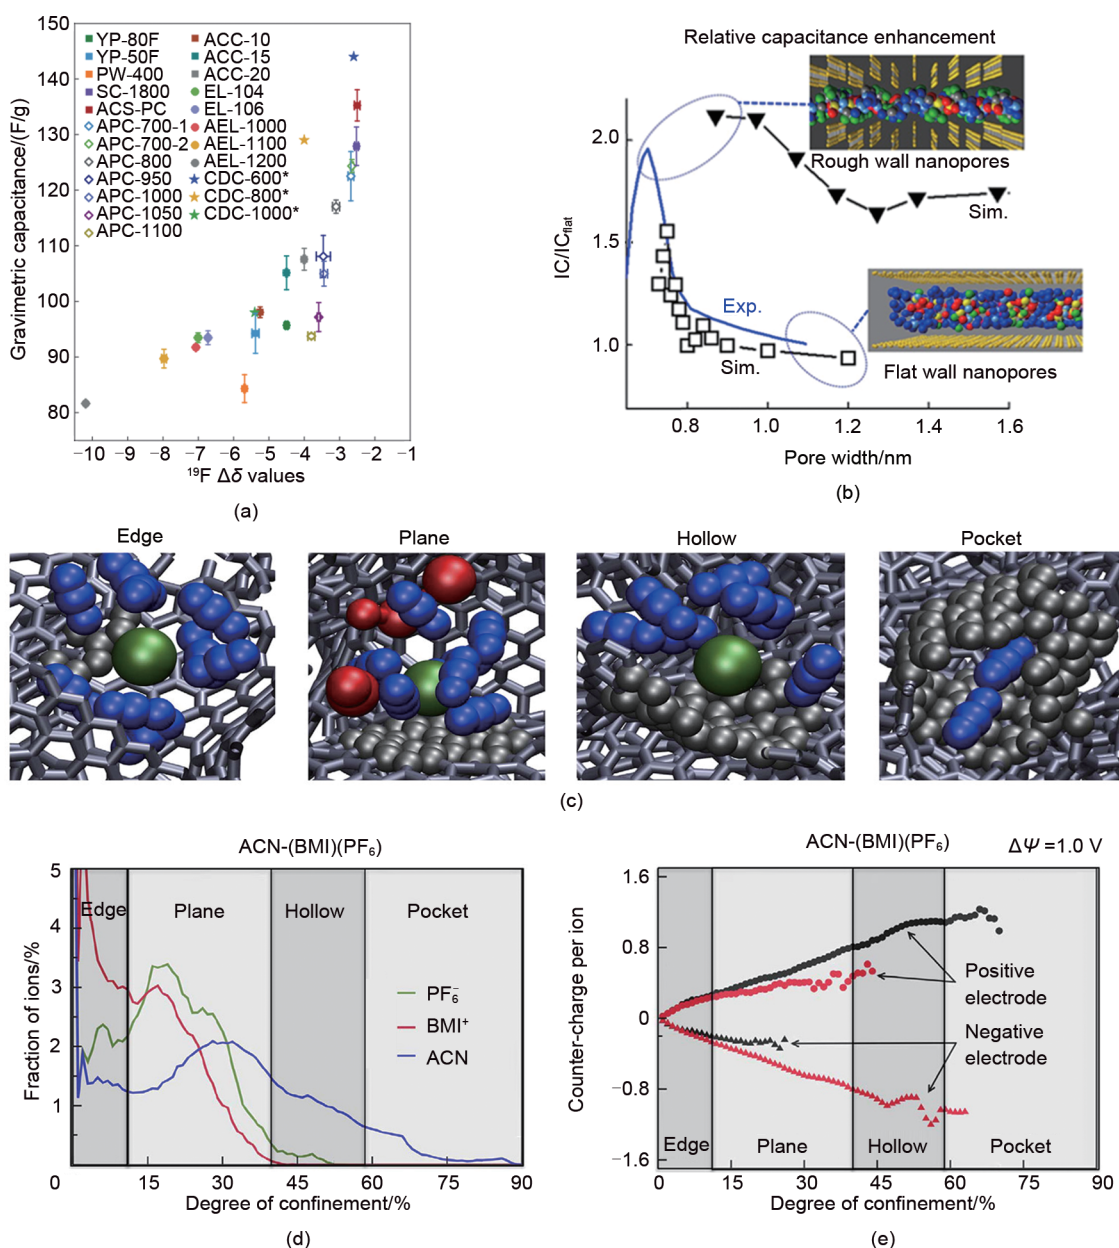 Gravimetric capacitance/(F/g)
150
140
130
120
110
100
90
80
YP-80F
YP-50F
PW-400
SC-1800
ACS-PC
APC-700-1
APC-700-2
APC-800
APC-950
APC-1000
APC-1050
APC-1100
ACC-10
ACC-15
ACC-20
EL-104
EL-106
AEL-1000
AEL-1100
AEL-1200
CDC-600*
CDC-800*
CDC-1000*
−10 −9 −8 −7 −6 −5 −4 −3 −2 −1
¹⁹F Δδ values
(a)
Relative capacitance enhancement
IC/IC_flat
2.0
1.5
1.0
Rough wall nanopores
Sim.
Exp.
Sim.
Flat wall nanopores
0.8 1.0 1.2 1.4 1.6
Pore width/nm
(b)
Edge Plane Hollow Pocket
(c)
ACN-(BMI)(PF₆)
Fraction of ions/%
5
4
3
2
1
Edge Plane Hollow Pocket
PF₆⁻
BMI⁺
ACN
0 15 30 45 60 75 90
Degree of confinement/%
(d)
ACN-(BMI)(PF₆) ΔΨ =1.0 V
Counter-charge per ion
1.6
0.8
0
−0.8
−1.6
Positive
electrode
Negative
electrode
Edge Plane Hollow Pocket
0 15 30 45 60 75 90
Degree of confinement/%
(e)